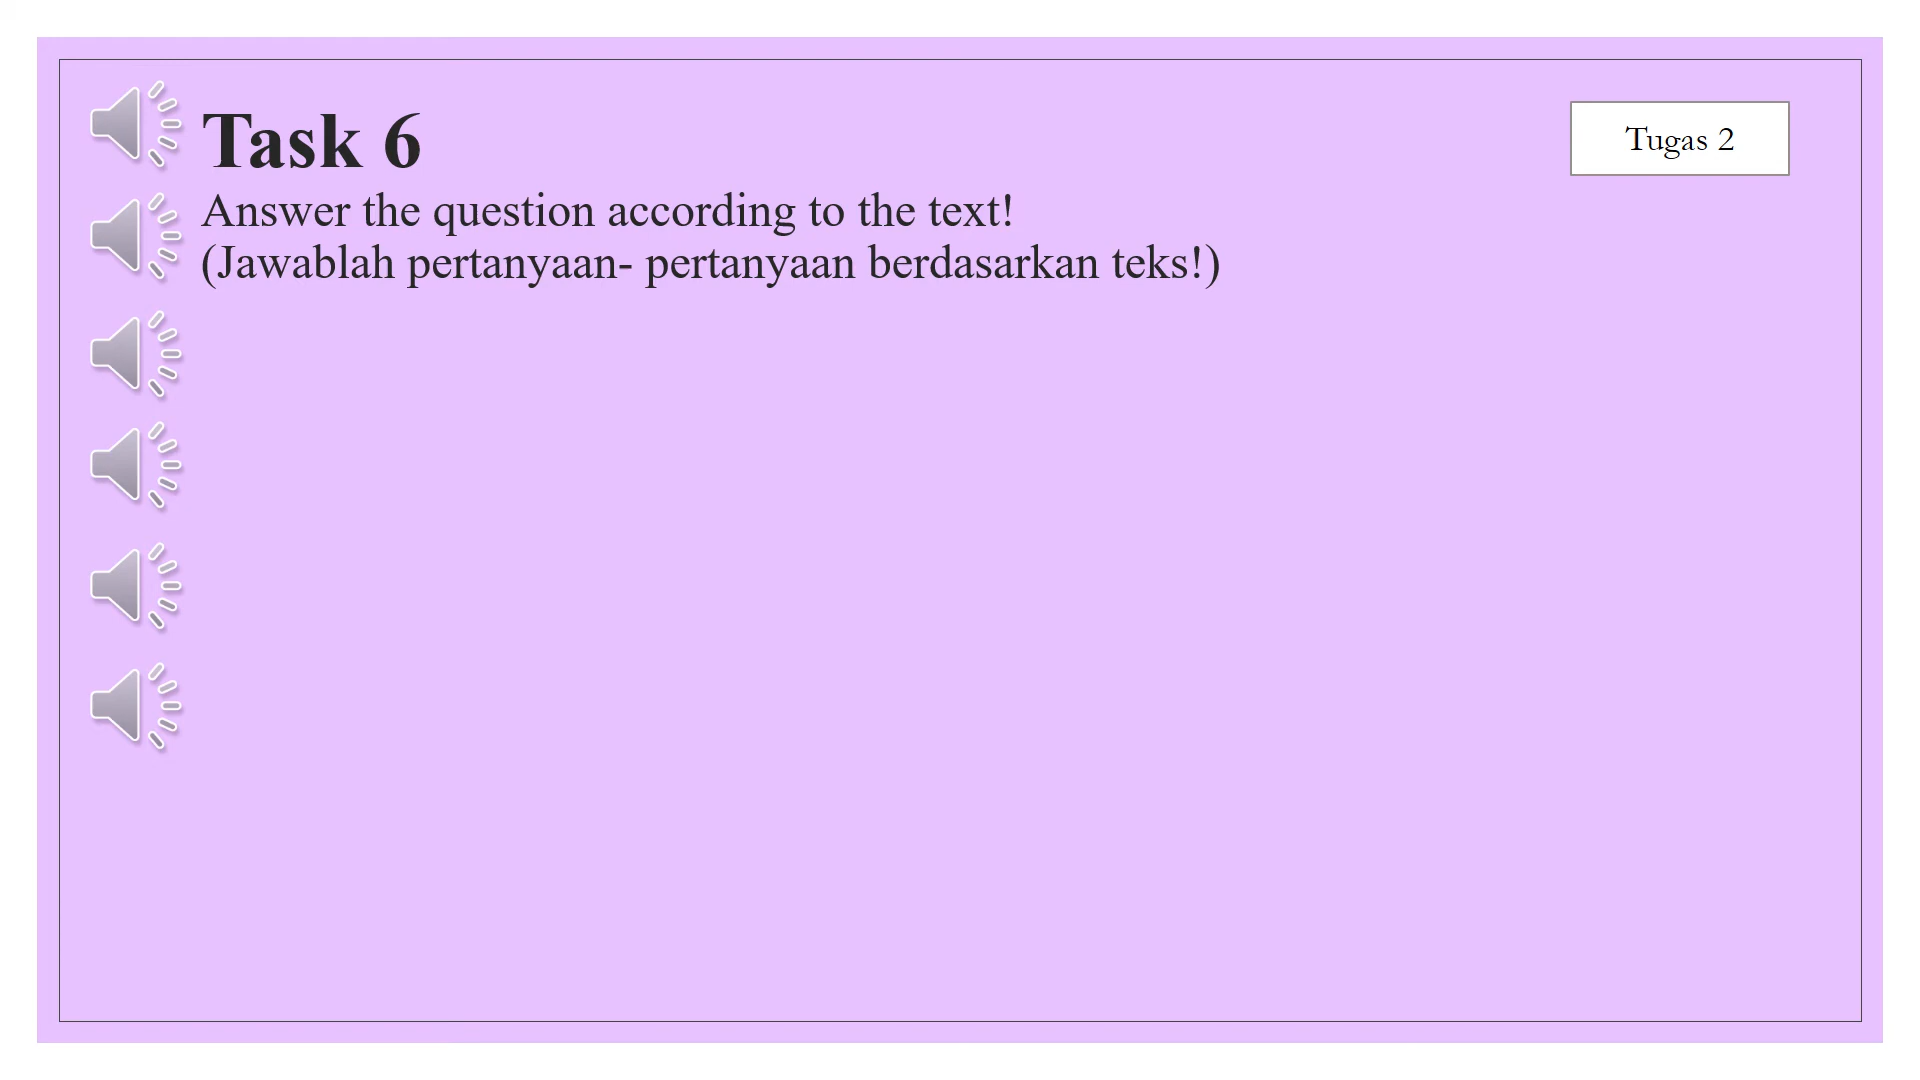 Task 6
Tugas 2
Answer the question according to the text!
(Jawablah pertanyaan- pertanyaan berdasarkan teks!)